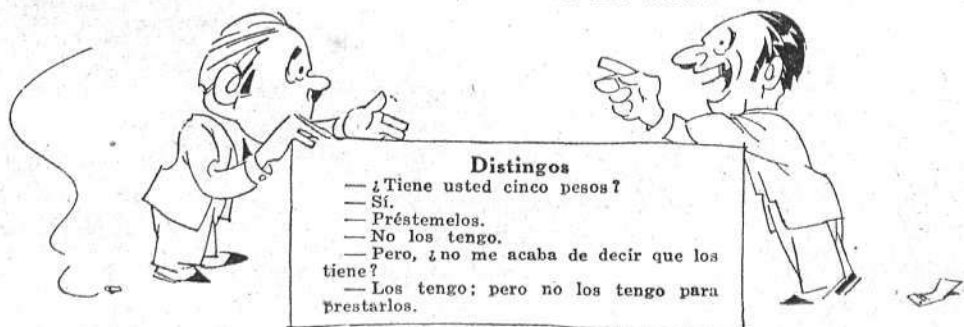 Distingos
— ¿Tiene usted cinco pesos?
— Sí.
— Préstemelos.
— No los tengo.
— Pero, ¿no me acaba de decir que los
tiene?
— Los tengo; pero no los tengo para
prestarlos.